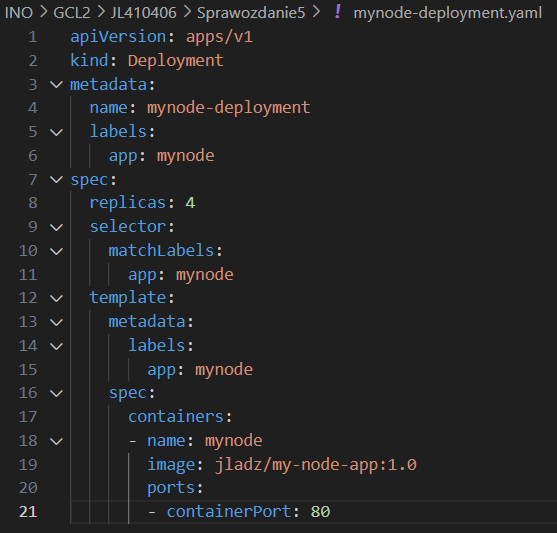 INO > GCL2 > JL410406 > Sprawozdanie5 > ! mynode-deployment.yaml
1 apiVersion: apps/v1
2 kind: Deployment
3 metadata:
4   name: mynode-deployment
5   labels:
6     app: mynode
7 spec:
8   replicas: 4
9   selector:
10     matchLabels:
11       app: mynode
12   template:
13     metadata:
14       labels:
15         app: mynode
16     spec:
17       containers:
18       - name: mynode
19         image: jladz/my-node-app:1.0
20         ports:
21         - containerPort: 80